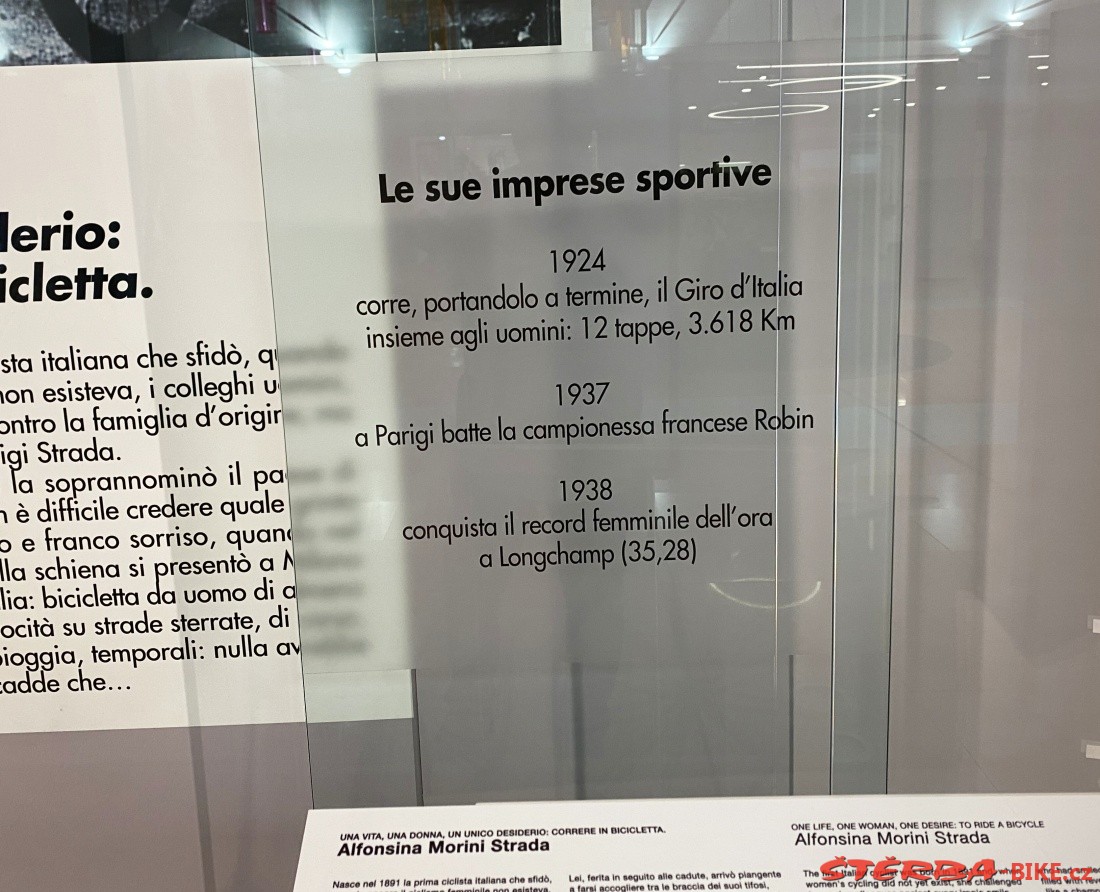 Le sue imprese sportive
1924
corre, portandolo a termine, il Giro d'Italia
insieme agli uomini: 12 tappe, 3.618 Km
1937
a Parigi batte la campionessa francese Robin
1938
conquista il record femminile dell'ora
a Longchamp (35,28)
derio:
icletta.
sta italiana che sfidò,
non esisteva, i colleghi
ontro la famiglia d'origin
igi Strada.
la soprannominò il
è difficile credere quale
o e franco sorriso,
lla schiena si presentò a
lia: bicicletta da uomo di
ocità su strade sterrate, di
ioggia, temporali: nulla
cadde che...
UNA VITA, UNA DONNA, UN UNICO DESIDERIO: CORRERE IN BICICLETTA.
Alfonsina Morini Strada
Nasce nel 1891 la prima ciclista italiana che sfidò,
Lei, ferita in seguito alle cadute, arrivò piangente
a farsi accogliere tra le braccia dei suoi tifosi,
ONE LIFE, ONE WOMAN, ONE DESIRE: TO RIDE A BICYCLE
Alfonsina Morini Strada
women's cycling did not yet exist, she challenged
ŠTĚRBA-BIKE.cz